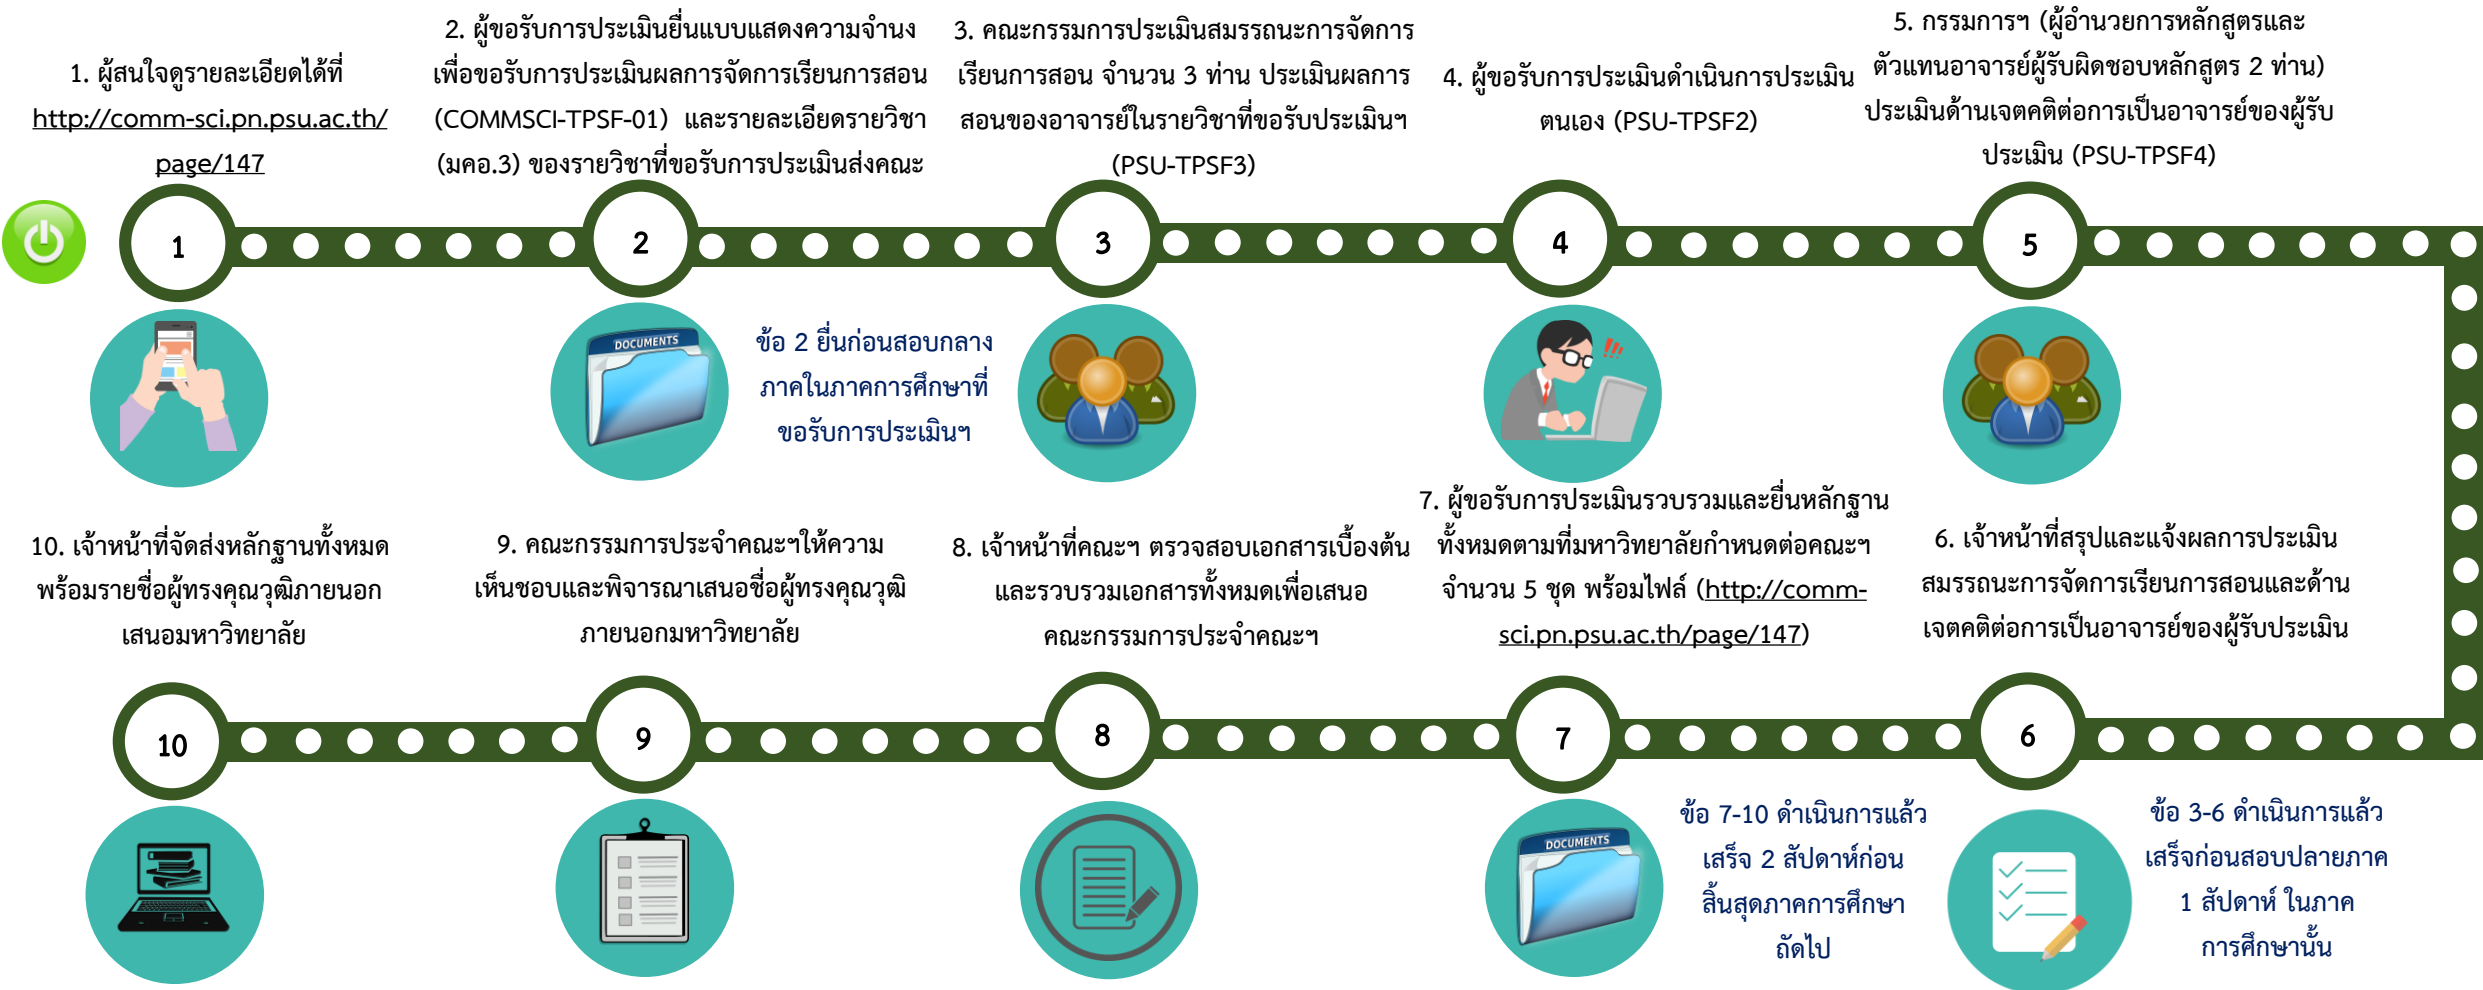 1. ผู้สนใจดูรายละเอียดได้ที่
http://comm-sci.pn.psu.ac.th/
page/147
2. ผู้ขอรับการประเมินยื่นแบบแสดงความจำนง
เพื่อขอรับการประเมินผลการจัดการเรียนการสอน
(COMMSCI-TPSF-01) และรายละเอียดรายวิชา
(มคอ.3) ของรายวิชาที่ขอรับการประเมินส่งคณะ
3. คณะกรรมการประเมินสมรรถนะการจัดการ
เรียนการสอน จำนวน 3 ท่าน ประเมินผลการ
สอนของอาจารย์ในรายวิชาที่ขอรับประเมินฯ
(PSU-TPSF3)
4. ผู้ขอรับการประเมินดำเนินการประเมิน
ตนเอง (PSU-TPSF2)
5. กรรมการฯ (ผู้อำนวยการหลักสูตรและ
ตัวแทนอาจารย์ผู้รับผิดชอบหลักสูตร 2 ท่าน)
ประเมินด้านเจตคติต่อการเป็นอาจารย์ของผู้รับ
ประเมิน (PSU-TPSF4)
1
2
3
4
5
DOCUMENTS
ข้อ 2 ยื่นก่อนสอบกลาง
ภาคในภาคการศึกษาที่
ขอรับการประเมินฯ
6. เจ้าหน้าที่สรุปและแจ้งผลการประเมิน
สมรรถนะการจัดการเรียนการสอนและด้าน
เจตคติต่อการเป็นอาจารย์ของผู้รับประเมิน
7. ผู้ขอรับการประเมินรวบรวมและยื่นหลักฐาน
ทั้งหมดตามที่มหาวิทยาลัยกำหนดต่อคณะฯ
จำนวน 5 ชุด พร้อมไฟล์ (http://comm-
sci.pn.psu.ac.th/page/147)
8. เจ้าหน้าที่คณะฯ ตรวจสอบเอกสารเบื้องต้น
และรวบรวมเอกสารทั้งหมดเพื่อเสนอ
คณะกรรมการประจำคณะฯ
9. คณะกรรมการประจำคณะฯให้ความ
เห็นชอบและพิจารณาเสนอชื่อผู้ทรงคุณวุฒิ
ภายนอกมหาวิทยาลัย
10. เจ้าหน้าที่จัดส่งหลักฐานทั้งหมด
พร้อมรายชื่อผู้ทรงคุณวุฒิภายนอก
เสนอมหาวิทยาลัย
10
9
8
7
6
DOCUMENTS
ข้อ 7-10 ดำเนินการแล้ว
เสร็จ 2 สัปดาห์ก่อน
สิ้นสุดภาคการศึกษา
ถัดไป
ข้อ 3-6 ดำเนินการแล้ว
เสร็จก่อนสอบปลายภาค
1 สัปดาห์ ในภาค
การศึกษานั้น